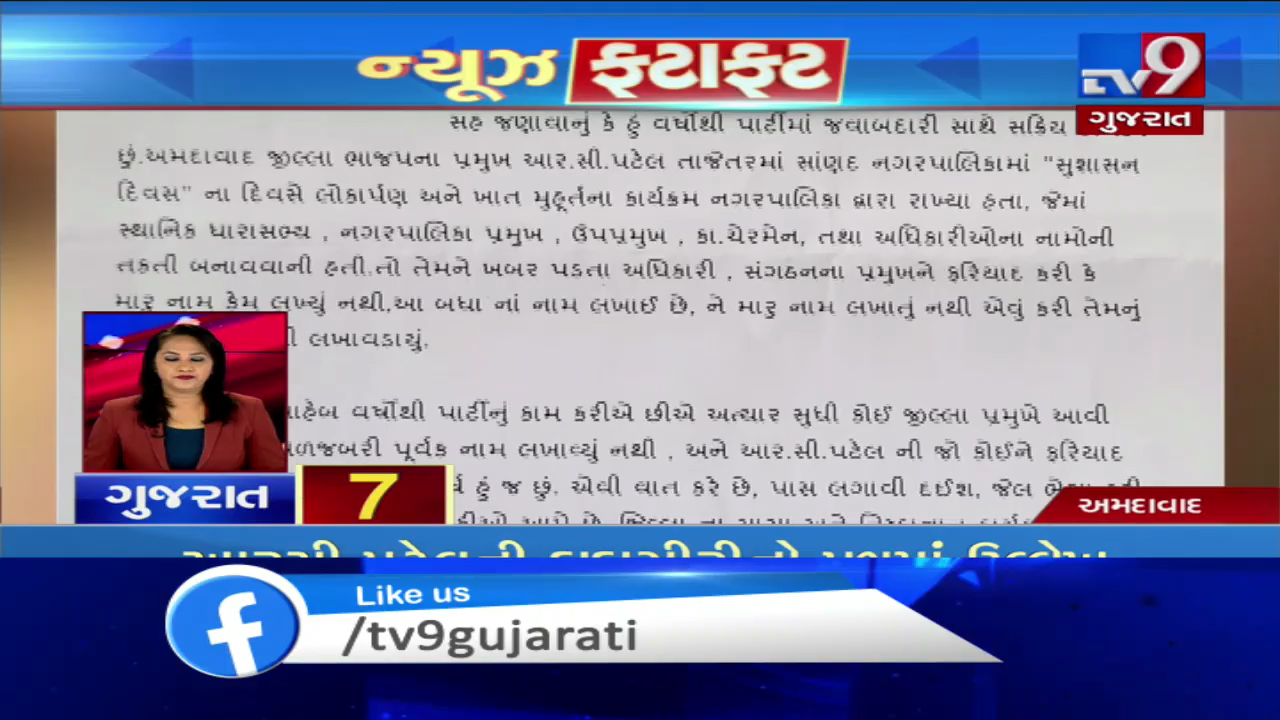 ન્યૂઝ ફટાફટ
TV9
ગુજરાત
સહ જણાવાનું કે હું વર્ષોથી પાર્ટીમાં જવાબદારી સાથે સક્રિય
છું.અમદાવાદ જીલ્લા ભાજપના પ્રમુખ આર.સી.પટેલ તાજેતરમાં સાંણદ નગરપાલિકામાં "સુશાસન
દિવસ" ના દિવસે લોકાર્પણ અને ખાત મુહૂર્તના કાર્યક્રમ નગરપાલિકા દ્વારા રાખ્યા હતા, જેમાં
સ્થાનિક ધારાસભ્ય , નગરપાલિકા પ્રમુખ , ઉપપ્રમુખ , કા.ચેરમેન, તથા અધિકારીઓના નામોની
તકતી બનાવવાની હતી.તો તેમને ખબર પડતા અધિકારી , સંગઠનના પ્રમુખને ફરિયાદ કરી કે
મારુ નામ કેમ લખ્યું નથી,આ બધા નાં નામ લખાઈ છે, ને મારુ નામ લખાતું નથી એવું કરી તેમનું
લખાવડાયું,
વર્ષોથી પાર્ટીનું કામ કરીએ છીએ અત્યાર સુધી કોઈ જીલ્લા પ્રમુખે આવી
પૂર્વક નામ લખાવ્યું નથી , અને આર.સી.પટેલ ની જો કોઈને ફરિયાદ
હું જ છું. એવી વાત કરે છે, પાસ લગાવી દઈશ, જેલ
ગુજરાત
7
અમદાવાદ
Like us
/tv9gujarati